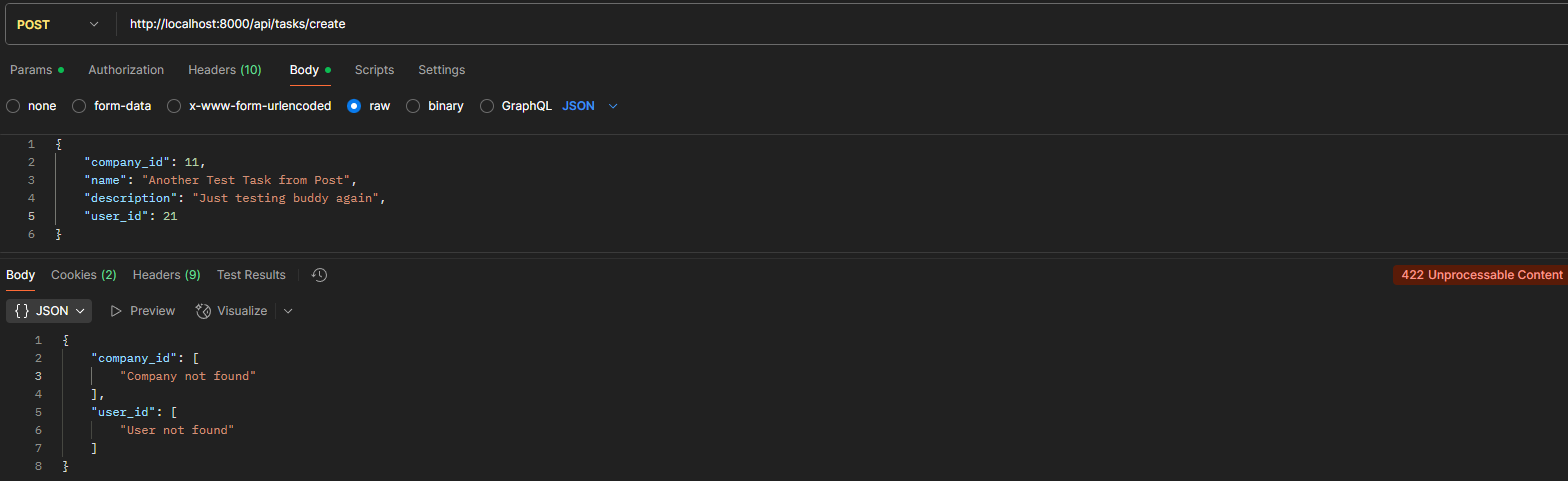 POST http://localhost:8000/api/tasks/create
Params Authorization Headers (10) Body Scripts Settings
none form-data x-www-form-urlencoded raw binary GraphQL JSON
1 {
2 "company_id": 11,
3 "name": "Another Test Task from Post",
4 "description": "Just testing buddy again",
5 "user_id": 21
6 }
Body Cookies (2) Headers (9) Test Results 422 Unprocessable Content
{} JSON Preview Visualize
1 {
2 "company_id": [
3 "Company not found"
4 ],
5 "user_id": [
6 "User not found"
7 ]
8 }